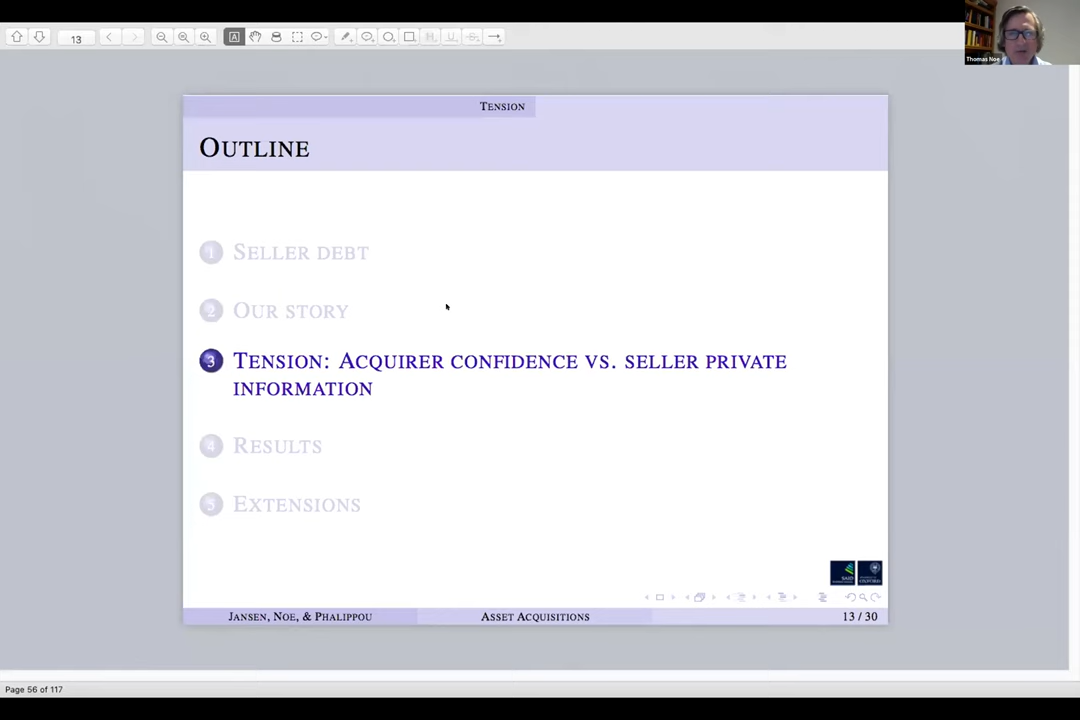 13
Thomas Noe
TENSION
OUTLINE
1 SELLER DEBT
2 OUR STORY
3 TENSION: ACQUIRER CONFIDENCE VS. SELLER PRIVATE
INFORMATION
4 RESULTS
5 EXTENSIONS
JANSEN, NOE, & PHALIPPOU
ASSET ACQUISITIONS
13 / 30
Page 56 of 117